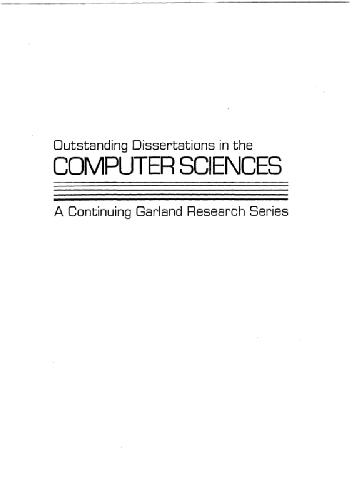 Outstanding Dissertations in the
COMPUTER SCIENCES
A Continuing Garland Research Series